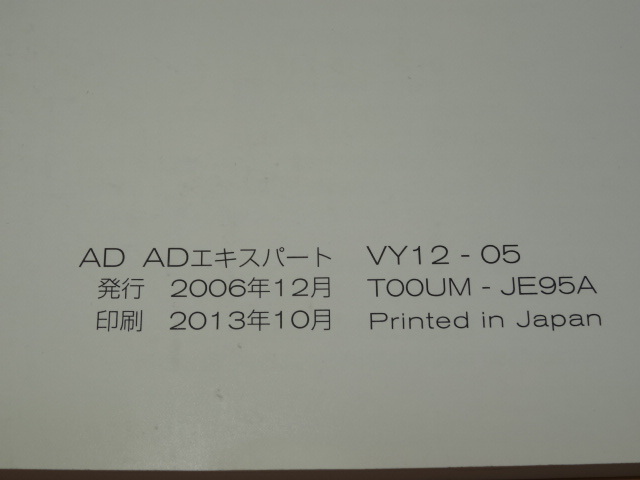 AD ADエキスパート VY12 - 05
発行 2006年12月 T00UM - JE95A
印刷 2013年10月 Printed in Japan